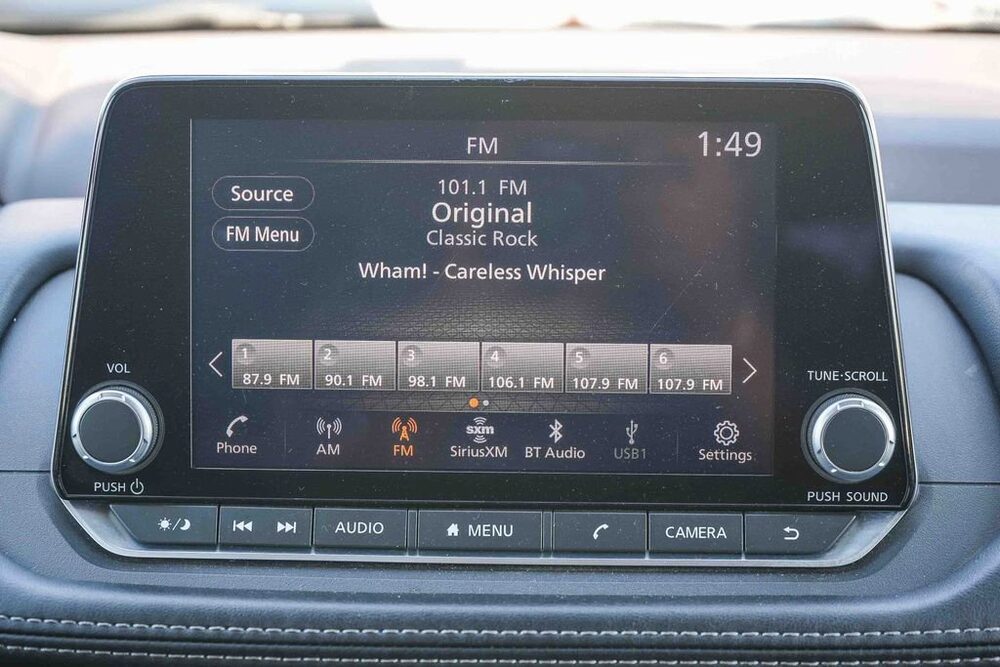 FM
1:49
Source
FM Menu
101.1 FM
Original
Classic Rock
Wham! - Careless Whisper
1 2 3 4 5 6
87.9 FM 90.1 FM 98.1 FM 106.1 FM 107.9 FM 107.9 FM
VOL
TUNE·SCROLL
sxm
Phone AM FM SiriusXM BT Audio USB1 Settings
PUSH
PUSH SOUND
AUDIO MENU CAMERA